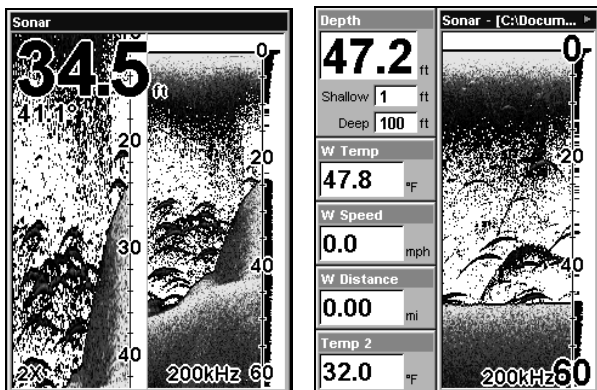 Sonar
34.5 ft
41.1°
10
20
30
40
2X
0
20
40
60
200kHz
Depth
47.2 ft
Shallow 1 ft
Deep 100 ft
W Temp
47.8 °F
W Speed
0.0 mph
W Distance
0.00 mi
Temp 2
32.0 °F
Sonar - [C:\Docum...
0
20
40
200kHz 60